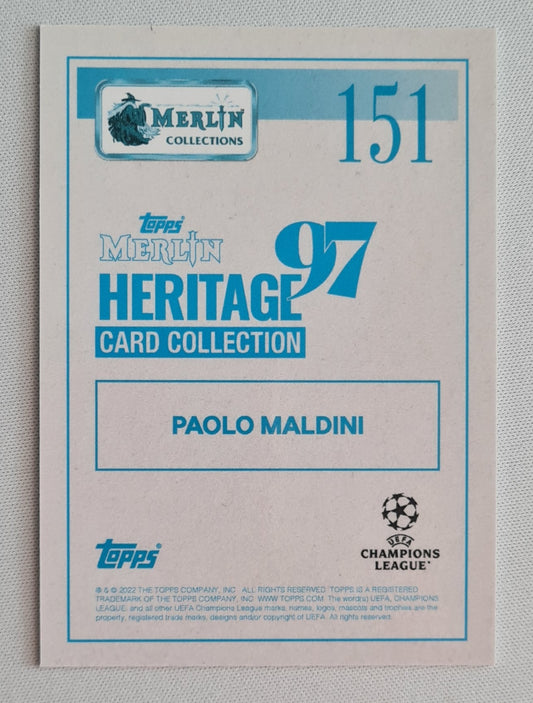 MERLIN
COLLECTIONS
151
topps
MERLIN
HERITAGE 97
CARD COLLECTION
PAOLO MALDINI
topps®
UEFA
CHAMPIONS
LEAGUE®
® & © 2022 THE TOPPS COMPANY, INC. ALL RIGHTS RESERVED. TOPPS IS A REGISTERED
TRADEMARK OF THE TOPPS COMPANY, INC. WWW.TOPPS.COM. The word(s) UEFA, CHAMPIONS
LEAGUE, and all other UEFA Champions League marks, names, logos, mascots and trophies are the
property, registered trade marks, designs and/or copyright of UEFA. All rights reserved.